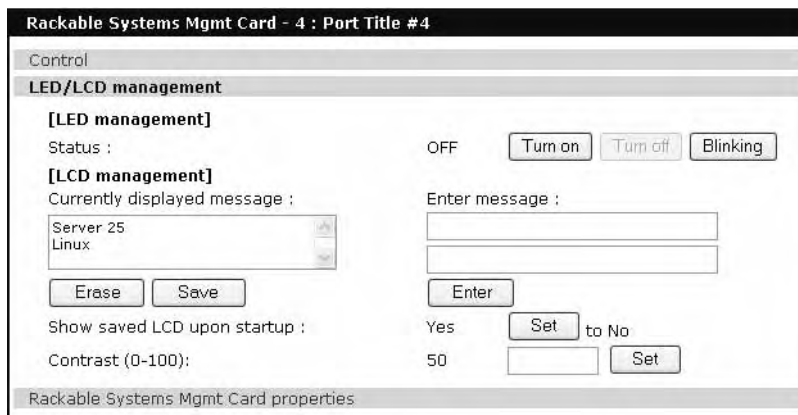 Rackable Systems Mgmt Card - 4 : Port Title #4
Control
LED/LCD management
[LED management]
Status : OFF Turn on Turn off Blinking
[LCD management]
Currently displayed message : Enter message :
Server 25
Linux
Erase Save Enter
Show saved LCD upon startup : Yes Set to No
Contrast (0-100): 50 Set
Rackable Systems Mgmt Card properties